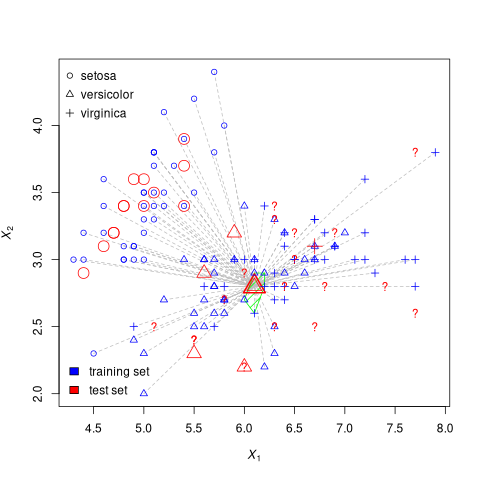 setosa
versicolor
virginica
training set
test set
X₂
2.0 2.5 3.0 3.5 4.0
4.5 5.0 5.5 6.0 6.5 7.0 7.5 8.0
X₁